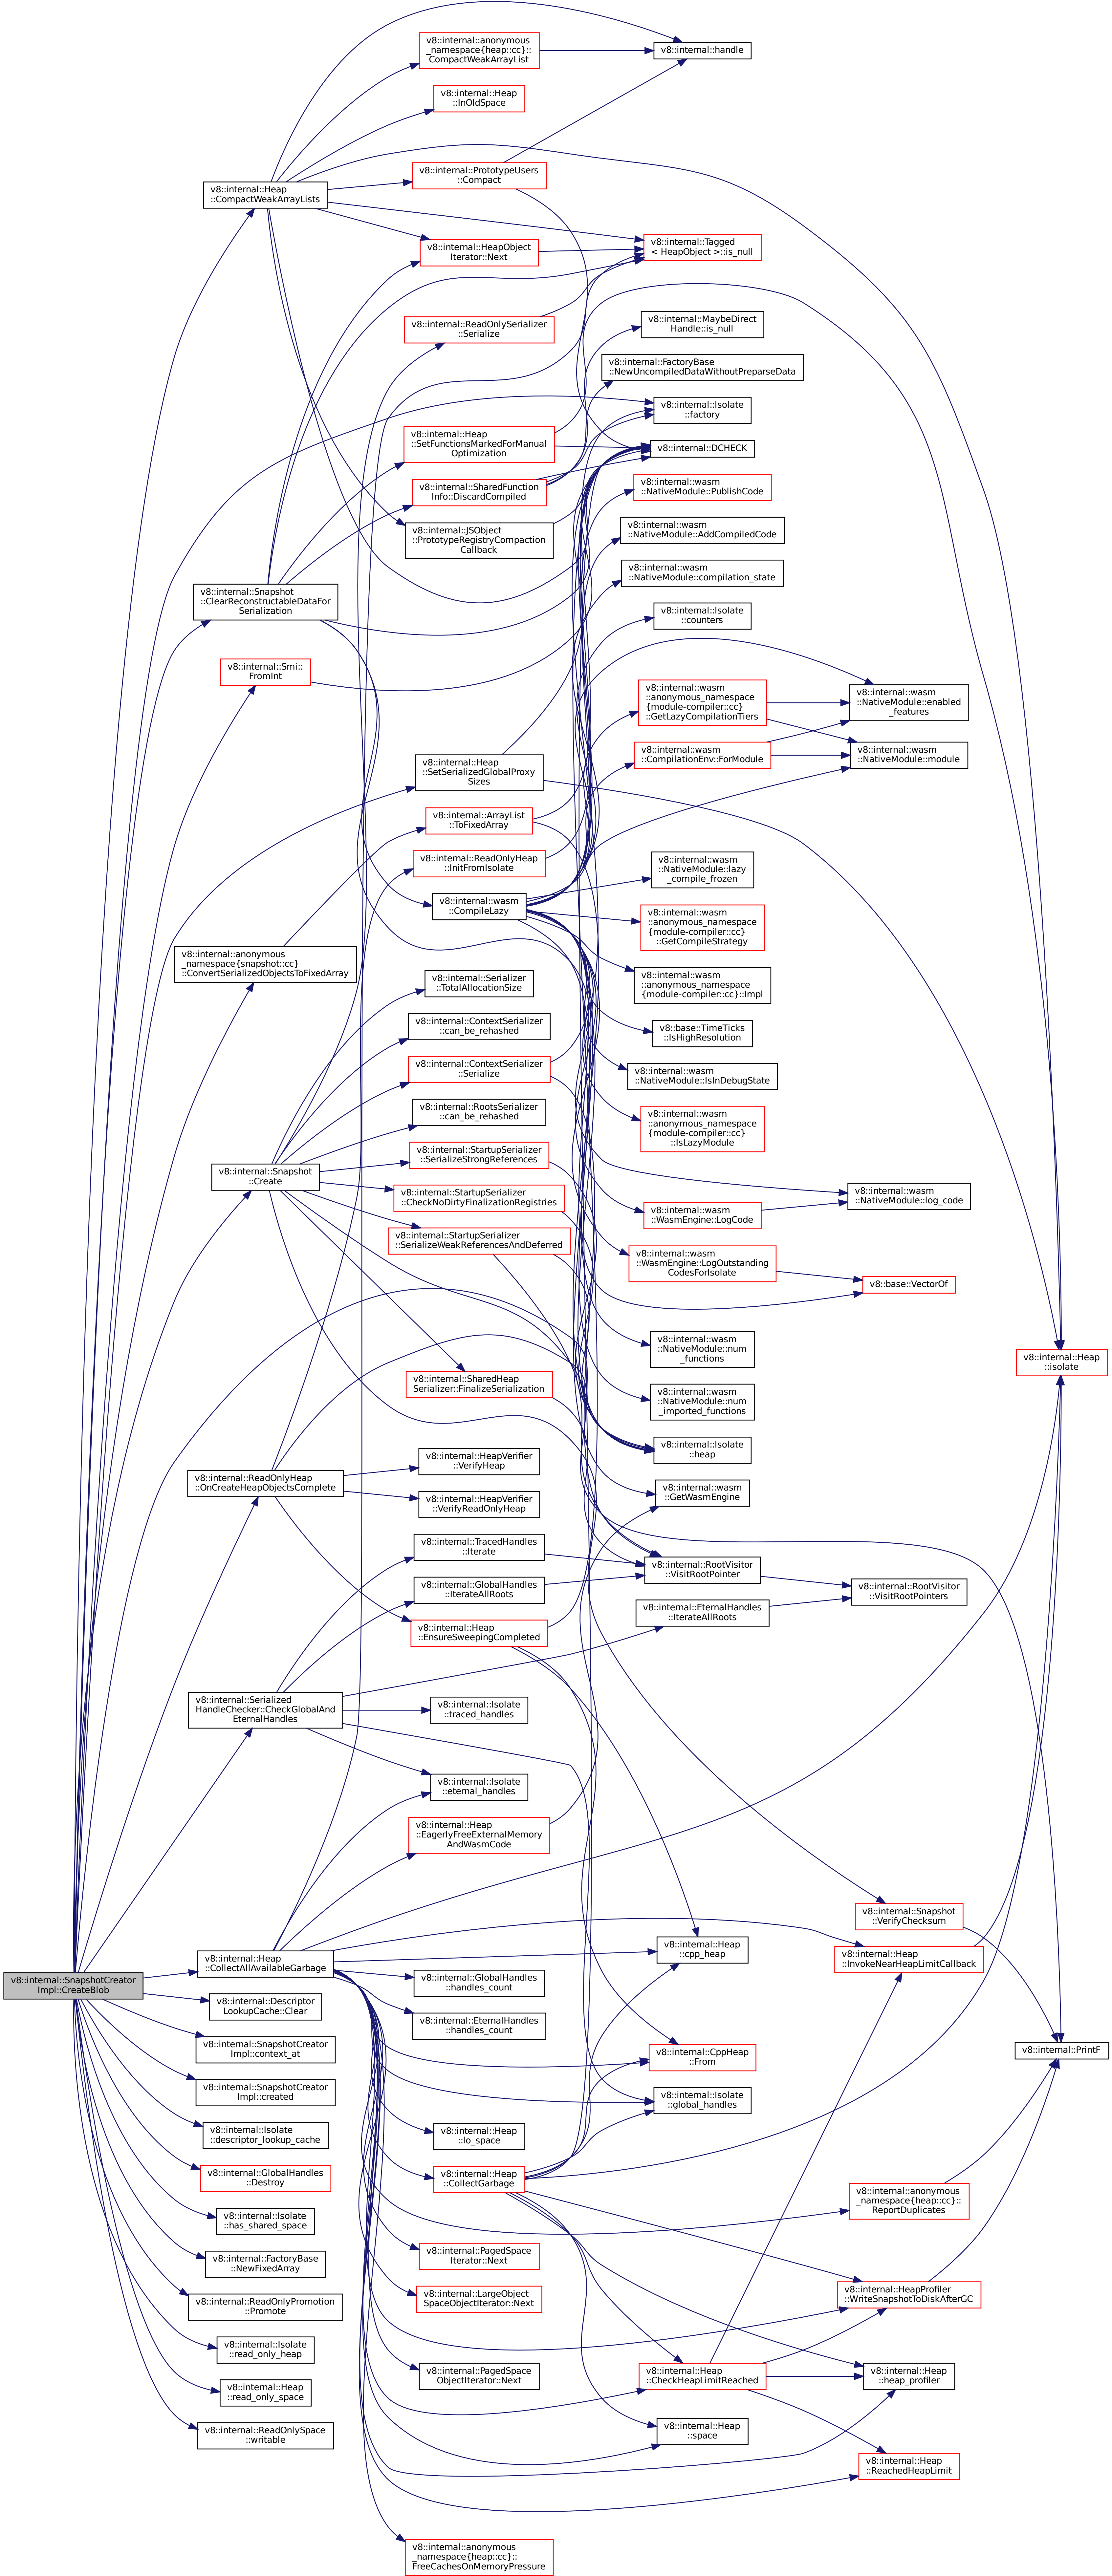 v8::internal::anonymous
_namespace{heap::cc}::
CompactWeakArrayList
v8::internal::handle
v8::internal::Heap
::InOldSpace
v8::internal::PrototypeUsers
::Compact
v8::internal::Heap
::CompactWeakArrayLists
v8::internal::HeapObject
Iterator::Next
v8::internal::Tagged
< HeapObject >::is_null
v8::internal::ReadOnlySerializer
::Serialize
v8::internal::MaybeDirect
Handle::is_null
v8::internal::FactoryBase
::NewUncompiledDataWithoutPreparseData
v8::internal::Isolate
::factory
v8::internal::Heap
::SetFunctionsMarkedForManual
Optimization
v8::internal::DCHECK
v8::internal::SharedFunction
Info::DiscardCompiled
v8::internal::wasm
::NativeModule::PublishCode
v8::internal::JSObject
::PrototypeRegistryCompaction
Callback
v8::internal::wasm
::NativeModule::AddCompiledCode
v8::internal::wasm
::NativeModule::compilation_state
v8::internal::Snapshot
::ClearReconstructableDataFor
Serialization
v8::internal::Isolate
::counters
v8::internal::Smi::
FromInt
v8::internal::wasm
::anonymous_namespace
{module-compiler::cc}
::GetLazyCompilationTiers
v8::internal::wasm
::NativeModule::enabled
_features
v8::internal::wasm
::CompilationEnv::ForModule
v8::internal::wasm
::NativeModule::module
v8::internal::Heap
::SetSerializedGlobalProxy
Sizes
v8::internal::ArrayList
::ToFixedArray
v8::internal::ReadOnlyHeap
::InitFromIsolate
v8::internal::wasm
::NativeModule::lazy
_compile_frozen
v8::internal::wasm
::CompileLazy
v8::internal::wasm
::anonymous_namespace
{module-compiler::cc}
::GetCompileStrategy
v8::internal::anonymous
_namespace{snapshot::cc}
::ConvertSerializedObjectsToFixedArray
v8::internal::wasm
::anonymous_namespace
{module-compiler::cc}::Impl
v8::internal::Serializer
::TotalAllocationSize
v8::internal::ContextSerializer
::can_be_rehashed
v8::base::TimeTicks
::IsHighResolution
v8::internal::ContextSerializer
::Serialize
v8::internal::wasm
::NativeModule::IsInDebugState
v8::internal::RootsSerializer
::can_be_rehashed
v8::internal::wasm
::anonymous_namespace
{module-compiler::cc}
::IsLazyModule
v8::internal::StartupSerializer
::SerializeStrongReferences
v8::internal::Snapshot
::Create
v8::internal::StartupSerializer
::CheckNoDirtyFinalizationRegistries
v8::internal::wasm
::NativeModule::log_code
v8::internal::wasm
::WasmEngine::LogCode
v8::internal::StartupSerializer
::SerializeWeakReferencesAndDeferred
v8::internal::wasm
::WasmEngine::LogOutstanding
CodesForIsolate
v8::base::VectorOf
v8::internal::wasm
::NativeModule::num
_functions
v8::internal::Heap
::isolate
v8::internal::SharedHeap
Serializer::FinalizeSerialization
v8::internal::wasm
::NativeModule::num
_imported_functions
v8::internal::Isolate
::heap
v8::internal::HeapVerifier
::VerifyHeap
v8::internal::ReadOnlyHeap
::OnCreateHeapObjectsComplete
v8::internal::wasm
::GetWasmEngine
v8::internal::HeapVerifier
::VerifyReadOnlyHeap
v8::internal::TracedHandles
::Iterate
v8::internal::RootVisitor
::VisitRootPointer
v8::internal::GlobalHandles
::IterateAllRoots
v8::internal::RootVisitor
::VisitRootPointers
v8::internal::EternalHandles
::IterateAllRoots
v8::internal::Heap
::EnsureSweepingCompleted
v8::internal::Serialized
HandleChecker::CheckGlobalAnd
EternalHandles
v8::internal::Isolate
::traced_handles
v8::internal::Isolate
::eternal_handles
v8::internal::Heap
::EagerlyFreeExternalMemory
AndWasmCode
v8::internal::Snapshot
::VerifyChecksum
v8::internal::Heap
::cpp_heap
v8::internal::Heap
::InvokeNearHeapLimitCallback
v8::internal::Heap
::CollectAllAvailableGarbage
v8::internal::SnapshotCreator
Impl::CreateBlob
v8::internal::GlobalHandles
::handles_count
v8::internal::Descriptor
LookupCache::Clear
v8::internal::EternalHandles
::handles_count
v8::internal::SnapshotCreator
Impl::context_at
v8::internal::PrintF
v8::internal::CppHeap
::From
v8::internal::SnapshotCreator
Impl::created
v8::internal::Isolate
::global_handles
v8::internal::Isolate
::descriptor_lookup_cache
v8::internal::Heap
::lo_space
v8::internal::GlobalHandles
::Destroy
v8::internal::Heap
::CollectGarbage
v8::internal::anonymous
_namespace{heap::cc}::
ReportDuplicates
v8::internal::Isolate
::has_shared_space
v8::internal::FactoryBase
::NewFixedArray
v8::internal::PagedSpace
Iterator::Next
v8::internal::LargeObject
SpaceObjectIterator::Next
v8::internal::HeapProfiler
::WriteSnapshotToDiskAfterGC
v8::internal::ReadOnlyPromotion
::Promote
v8::internal::Isolate
::read_only_heap
v8::internal::PagedSpace
ObjectIterator::Next
v8::internal::Heap
::CheckHeapLimitReached
v8::internal::Heap
::heap_profiler
v8::internal::Heap
::read_only_space
v8::internal::Heap
::space
v8::internal::ReadOnlySpace
::writable
v8::internal::Heap
::ReachedHeapLimit
v8::internal::anonymous
_namespace{heap::cc}::
FreeCachesOnMemoryPressure